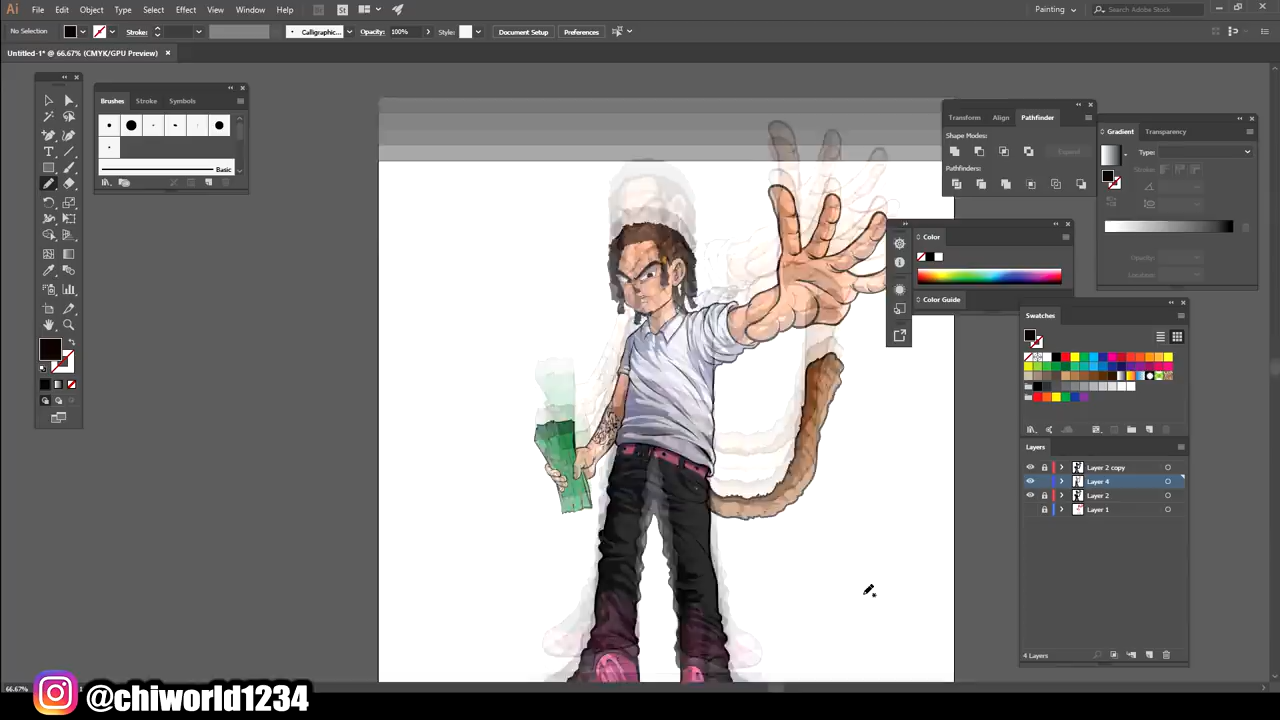 Ai File Edit Object Type Select Effect View Window Help Br St Painting Search Adobe Stock
No Selection Stroke: Calligraphic... Opacity: 100% Style: Document Setup Preferences
Untitled-1* @ 66.67% (CMYK/GPU Preview)
Brushes Stroke Symbols
Basic
Transform Align Pathfinder
Shape Modes:
Expand
Pathfinders:
Gradient Transparency
Type:
Stroke:
Opacity:
Location:
Color
Color Guide
Swatches
Layers
Layer 2 copy
Layer 4
Layer 2
Layer 1
4 Layers
66.67%
@chiworld1234